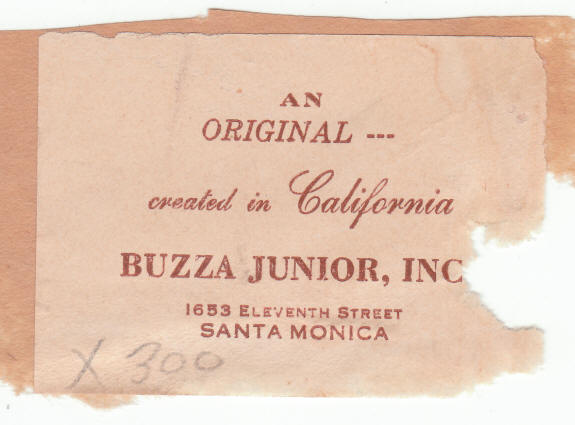 AN
ORIGINAL ---
created in California
BUZZA JUNIOR, INC
1653 ELEVENTH STREET
SANTA MONICA
X 300